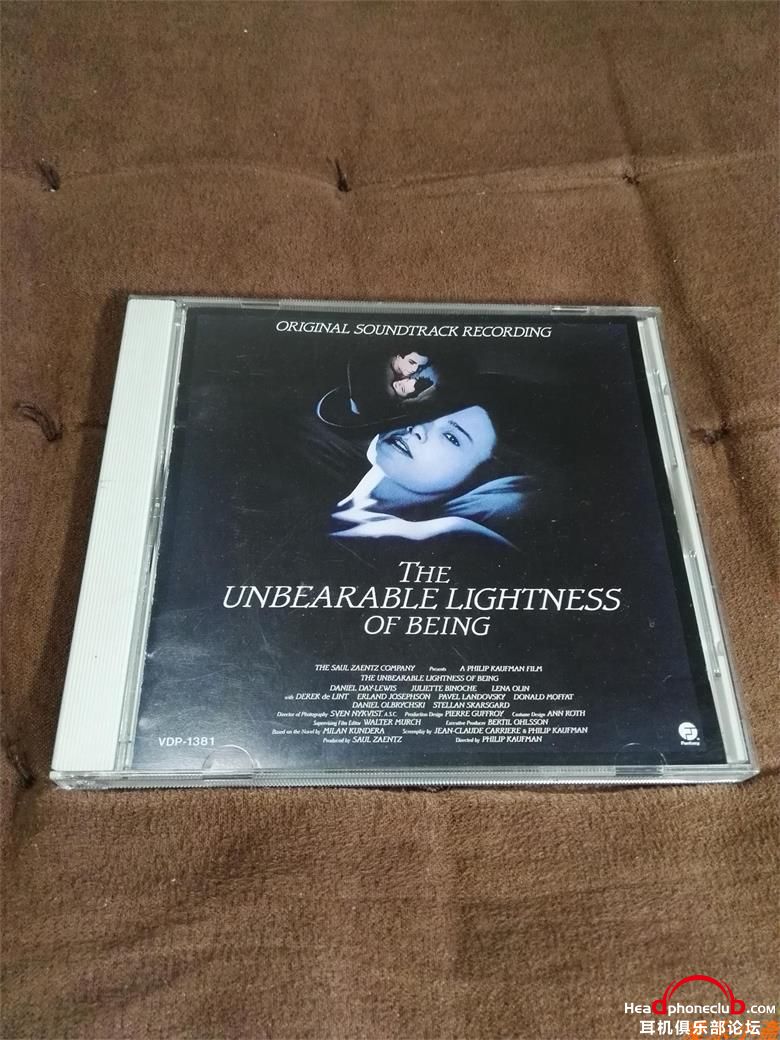 ORIGINAL SOUNDTRACK RECORDING
THE
UNBEARABLE LIGHTNESS
OF BEING
THE SAUL ZAENTZ COMPANY Presents A PHILIP KAUFMAN FILM
THE UNBEARABLE LIGHTNESS OF BEING
DANIEL DAY-LEWIS JULIETTE BINOCHE LENA OLIN
with DEREK de LINT ERLAND JOSEPHSON PAVEL LANDOVSKY DONALD MOFFAT
DANIEL OLBRYCHSKI STELLAN SKARSGARD
Director of Photography SVEN NYKVIST A.S.C. Production Design PIERRE GUFFROY Costume Design ANN ROTH
Supervising Film Editor WALTER MURCH Executive Producer BERTIL OHLSSON
Based on the Novel by MILAN KUNDERA Screenplay by JEAN-CLAUDE CARRIERE & PHILIP KAUFMAN
Produced by SAUL ZAENTZ Directed by PHILIP KAUFMAN
VDP-1381
Fantasy
HeadphoneclubD.com
耳机俱乐部论坛